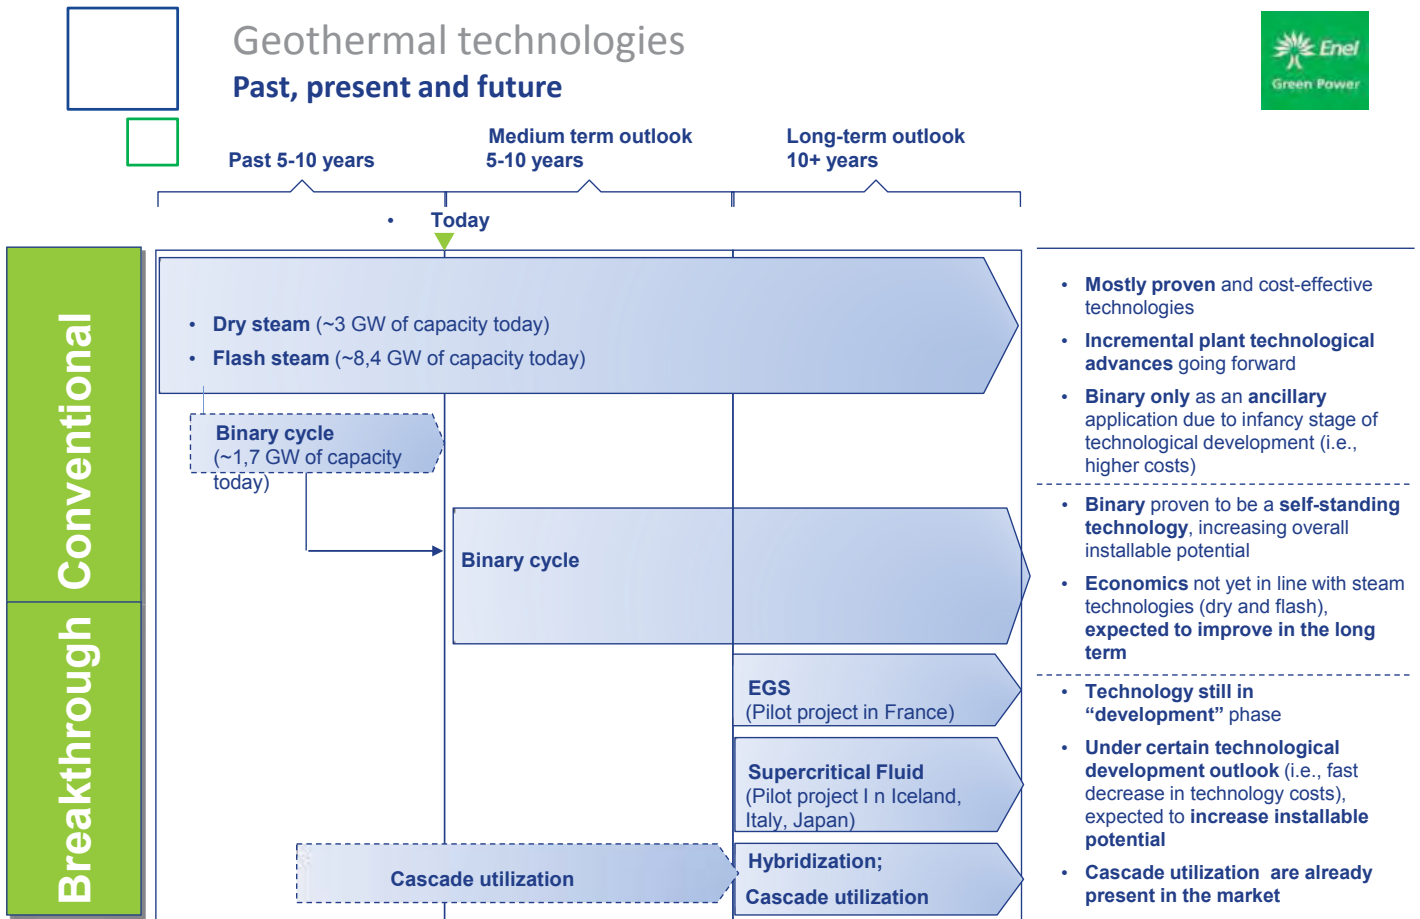 Geothermal technologies
Past, present and future
Enel
Green Power
Past 5-10 years
Medium term outlook
5-10 years
Long-term outlook
10+ years
• Today
Conventional
• Dry steam (~3 GW of capacity today)
• Flash steam (~8,4 GW of capacity today)
Binary cycle
(~1,7 GW of capacity
today)
Binary cycle
• Mostly proven and cost-effective
technologies
• Incremental plant technological
advances going forward
• Binary only as an ancillary
application due to infancy stage of
technological development (i.e.,
higher costs)
• Binary proven to be a self-standing
technology, increasing overall
installable potential
• Economics not yet in line with steam
technologies (dry and flash),
expected to improve in the long
term
Breakthrough
EGS
(Pilot project in France)
Supercritical Fluid
(Pilot project I n Iceland,
Italy, Japan)
Cascade utilization
Hybridization;
Cascade utilization
• Technology still in
“development” phase
• Under certain technological
development outlook (i.e., fast
decrease in technology costs),
expected to increase installable
potential
• Cascade utilization are already
present in the market